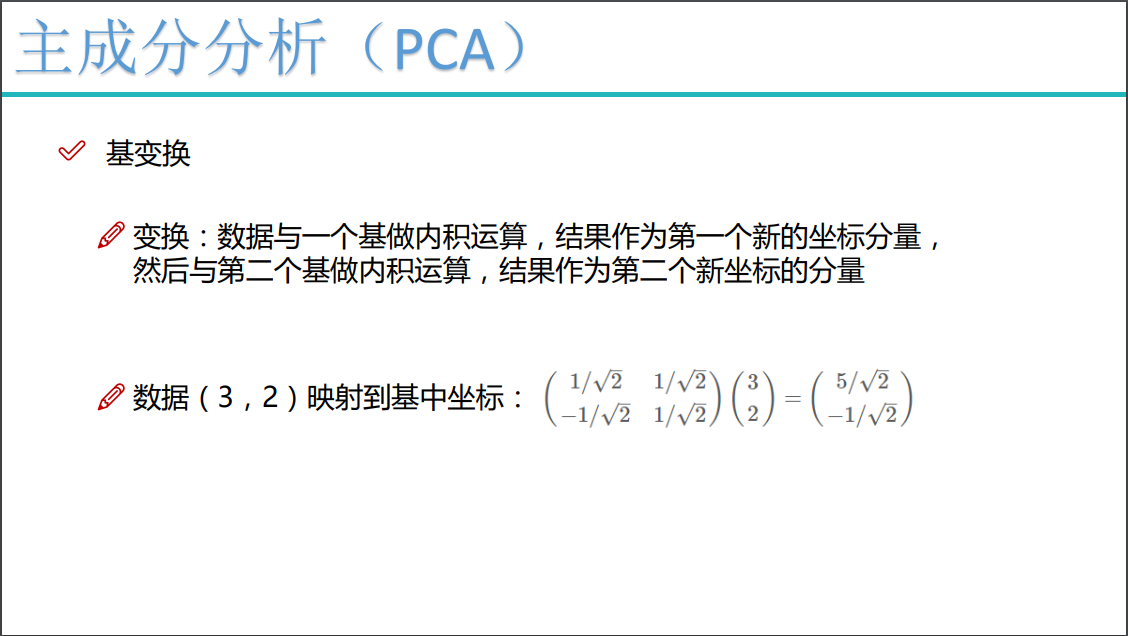 主成分分析（PCA）
基变换
变换：数据与一个基做内积运算，结果作为第一个新的坐标分量，
然后与第二个基做内积运算，结果作为第二个新坐标的分量
数据（3，2）映射到基中坐标： \begin{pmatrix} 1/\sqrt{2} & 1/\sqrt{2} \\ -1/\sqrt{2} & 1/\sqrt{2} \end{pmatrix} \begin{pmatrix} 3 \\ 2 \end{pmatrix} = \begin{pmatrix} 5/\sqrt{2} \\ -1/\sqrt{2} \end{pmatrix}